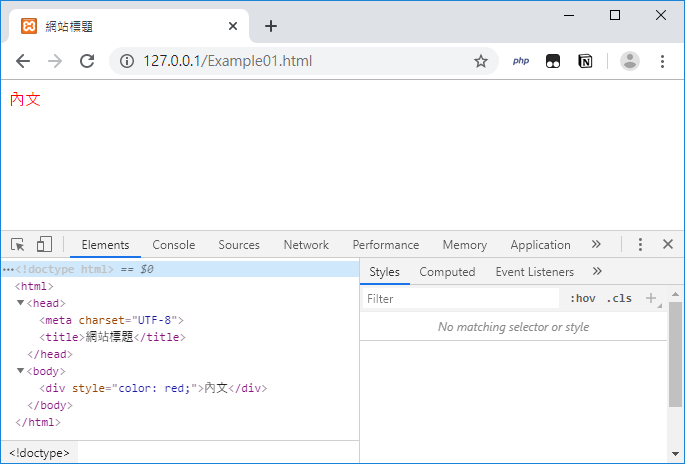 網站標題
127.0.0.1/Example01.html
php
內文
Elements Console Sources Network Performance Memory Application »
<!doctype html> == $0
<html>
<head>
<meta charset="UTF-8">
<title>網站標題</title>
</head>
<body>
<div style="color: red;">內文</div>
</body>
</html>
<!doctype>
Styles Computed Event Listeners »
Filter :hov .cls
No matching selector or style